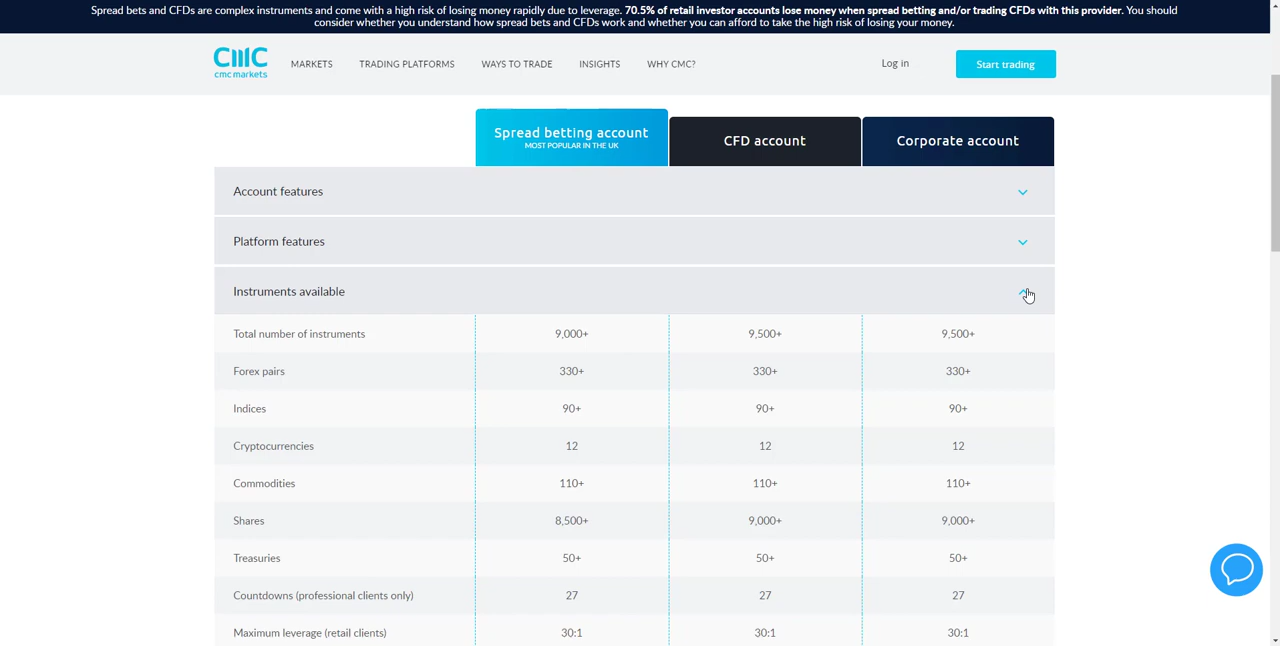 Spread bets and CFDs are complex instruments and come with a high risk of losing money rapidly due to leverage. 70.5% of retail investor accounts lose money when spread betting and/or trading CFDs with this provider. You should
consider whether you understand how spread bets and CFDs work and whether you can afford to take the high risk of losing your money.
CMC
cmc markets
MARKETS TRADING PLATFORMS WAYS TO TRADE INSIGHTS WHY CMC? Log in Start trading
Spread betting account CFD account Corporate account
MOST POPULAR IN THE UK
Account features
Platform features
Instruments available
Total number of instruments 9,000+ 9,500+ 9,500+
Forex pairs 330+ 330+ 330+
Indices 90+ 90+ 90+
Cryptocurrencies 12 12 12
Commodities 110+ 110+ 110+
Shares 8,500+ 9,000+ 9,000+
Treasuries 50+ 50+ 50+
Countdowns (professional clients only) 27 27 27
Maximum leverage (retail clients) 30:1 30:1 30:1